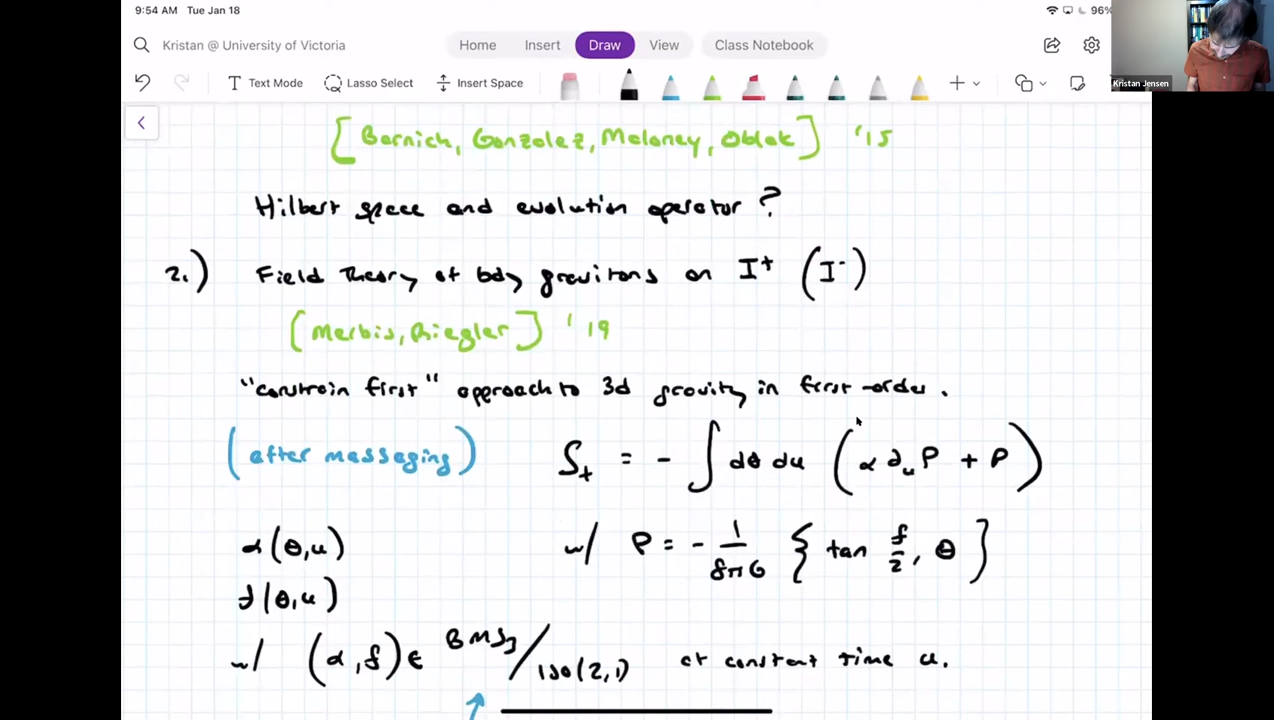 9:54 AM Tue Jan 18
96%
Kristan @ University of Victoria
Home Insert Draw View Class Notebook
Text Mode Lasso Select Insert Space
Kristan Jensen
[Barnich, Gonzalez, Maloney, Oblak] '15
Hilbert space and evolution operator?
2.) Field theory of bdy gravitons on I⁺ (I⁻)
[Merbis, Riegler] '19
"constrain first" approach to 3d gravity in first-order.
(after massaging) S₊ = - ∫ dθ du (α ∂ᵤ P + P)
α(θ,u) w/ P = - 1/8πG { tan f/2, θ }
f(θ,u)
w/ (α, f) ∈ BMS₃/ISO(2,1) at constant time u.